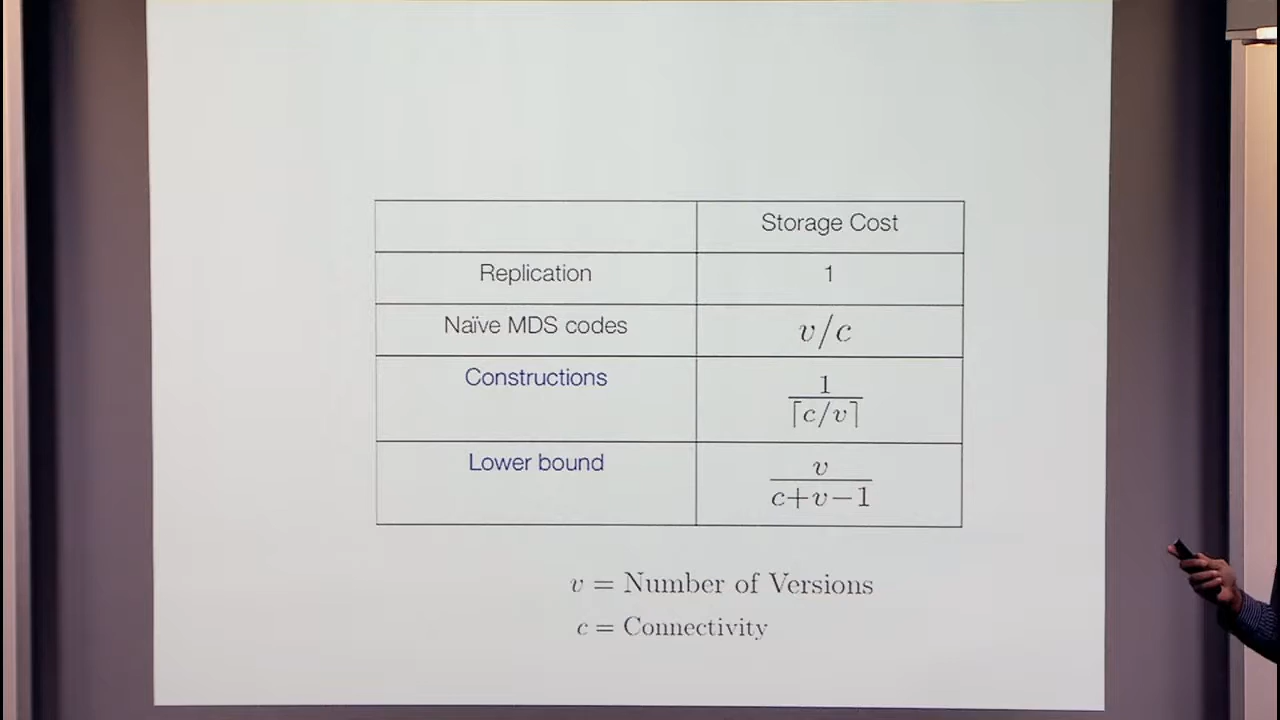 Storage Cost
Replication 1
Naïve MDS codes v/c
Constructions 1/⌈c/v⌉
Lower bound v/(c+v−1)
v = Number of Versions
c = Connectivity